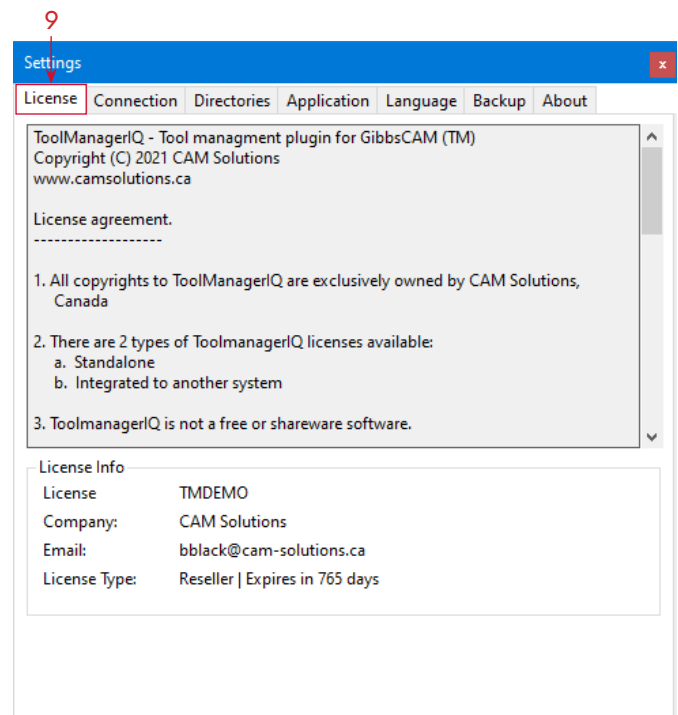 9
Settings
x
License Connection Directories Application Language Backup About
ToolManagerIQ - Tool managment plugin for GibbsCAM (TM)
Copyright (C) 2021 CAM Solutions
www.camsolutions.ca
License agreement.
-------------------
1. All copyrights to ToolManagerIQ are exclusively owned by CAM Solutions,
Canada
2. There are 2 types of ToolmanagerIQ licenses available:
a. Standalone
b. Integrated to another system
3. ToolmanagerIQ is not a free or shareware software.
License Info
License TMDEMO
Company: CAM Solutions
Email: bblack@cam-solutions.ca
License Type: Reseller | Expires in 765 days